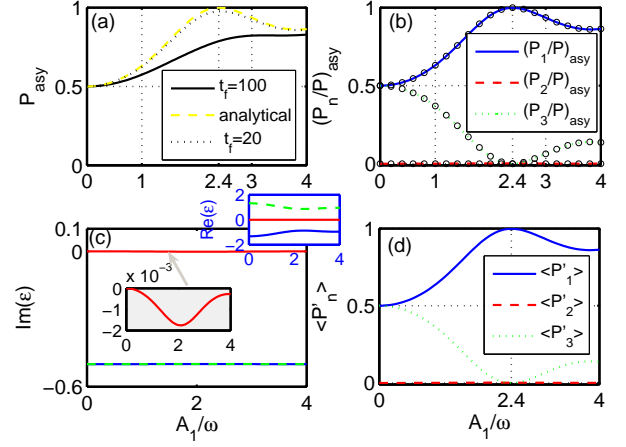 (a)
P_asy
1
0.5
0
t_f=100
analytical
t_f=20
0 1 2.4 3 4
(b)
(P_n/P)_asy
1
0.5
0
(P_1/P)_asy
(P_2/P)_asy
(P_3/P)_asy
0 1 2.4 3 4
(c)
Im(ε)
0.1
0
−0.6
Re(ε)
2
0
−2
0 2 4
x 10^−3
0
−1
−2
0 2 4
0 2 4
A_1/ω
(d)
<P'_n>
1
0.5
0
<P'_1>
<P'_2>
<P'_3>
0 2.4 4
A_1/ω